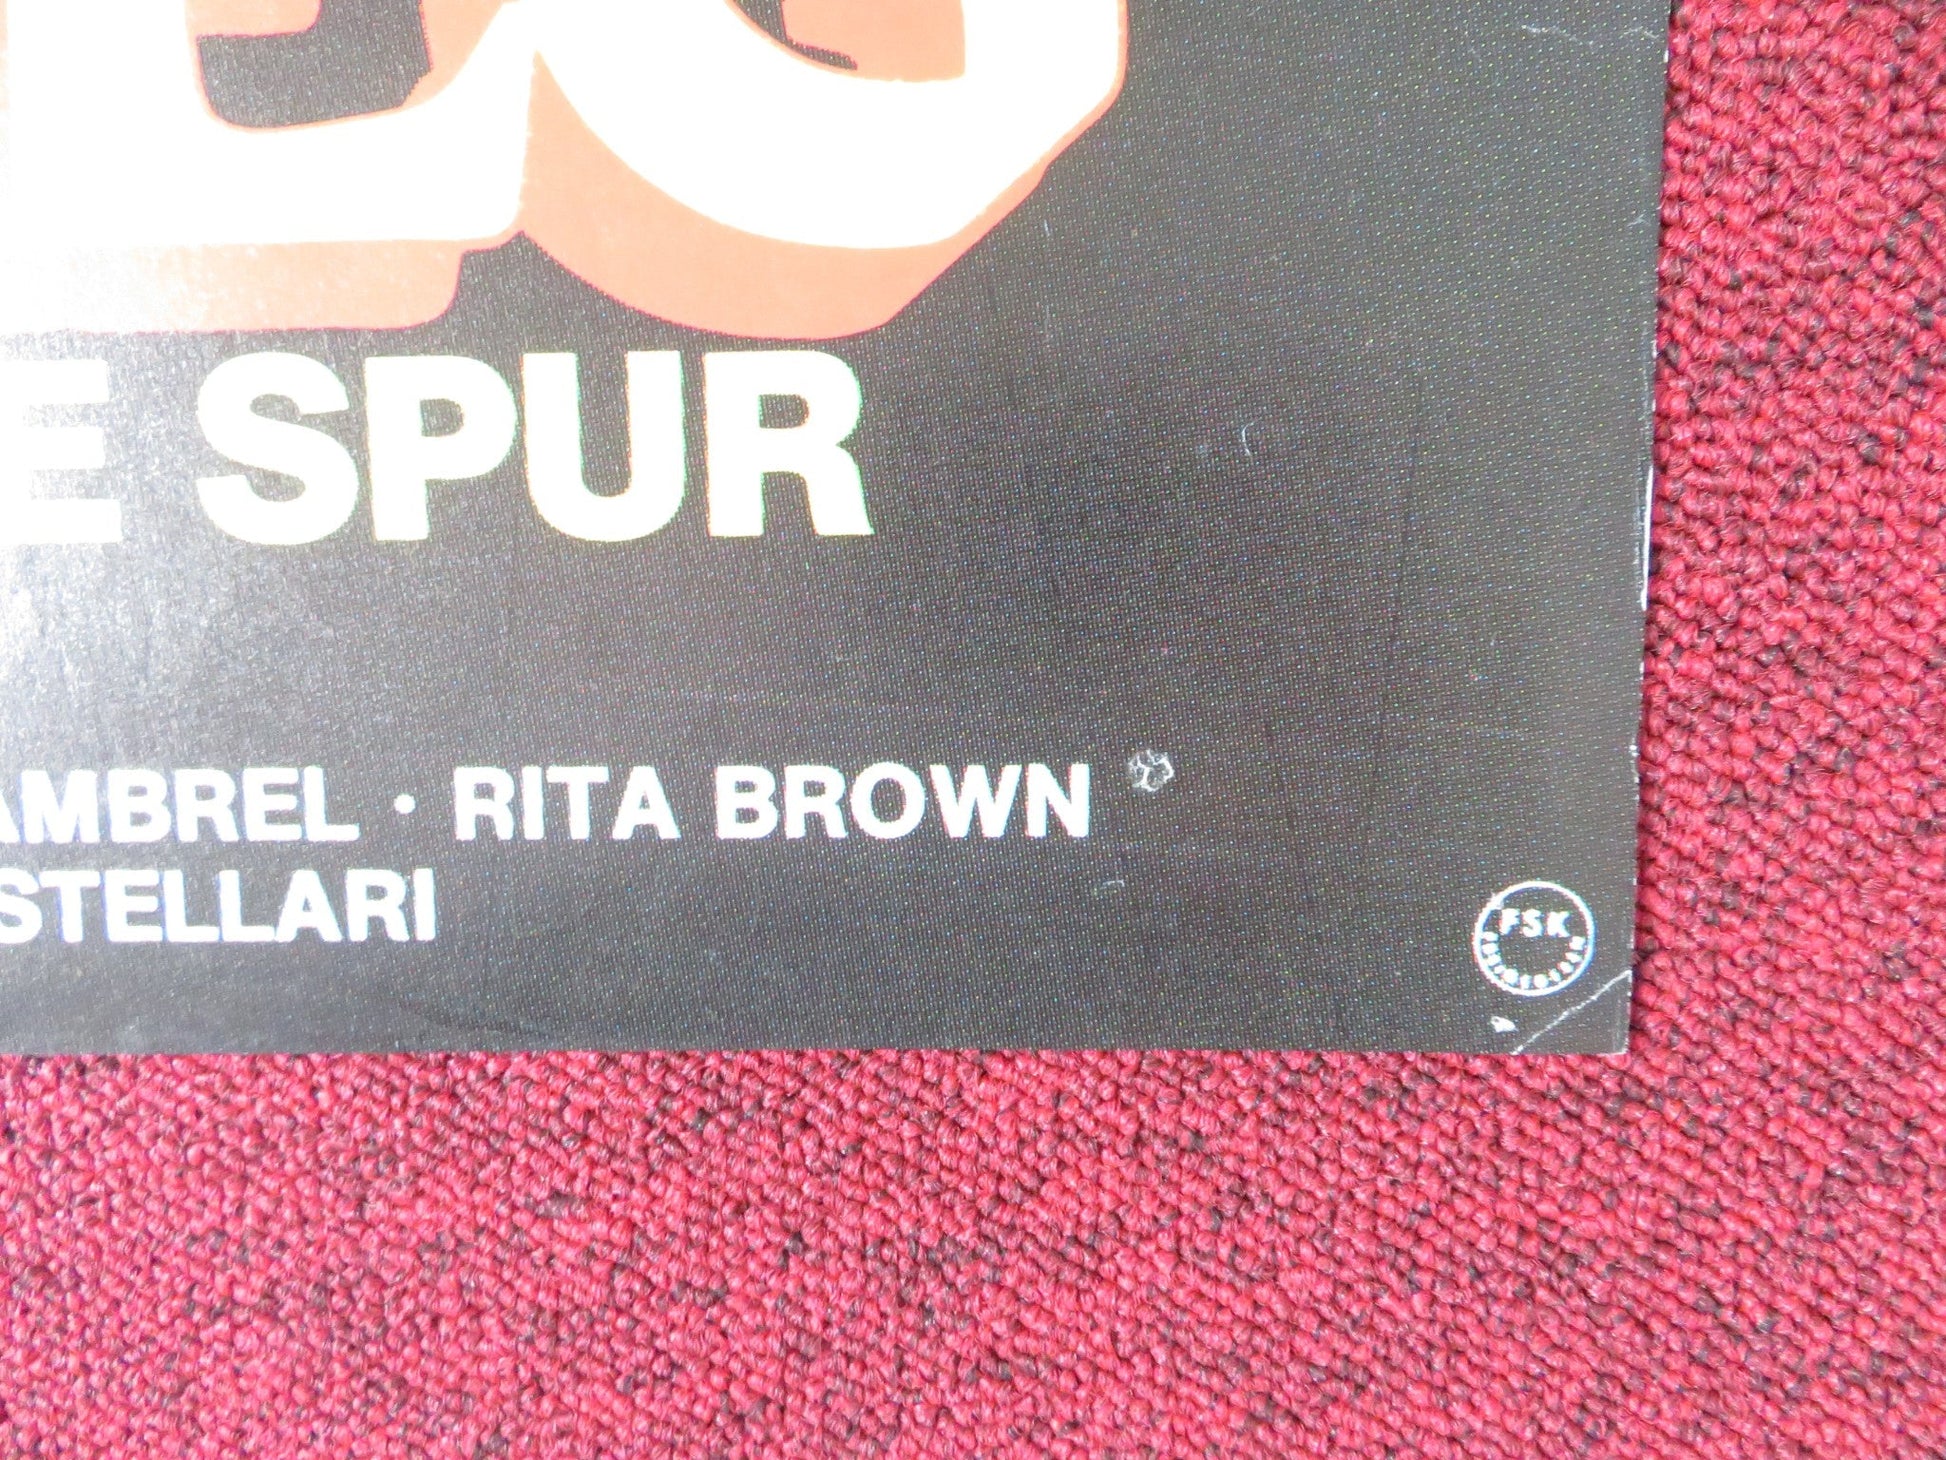 E SPUR
AMBREL · RITA BROWN
STELLARI
FSK